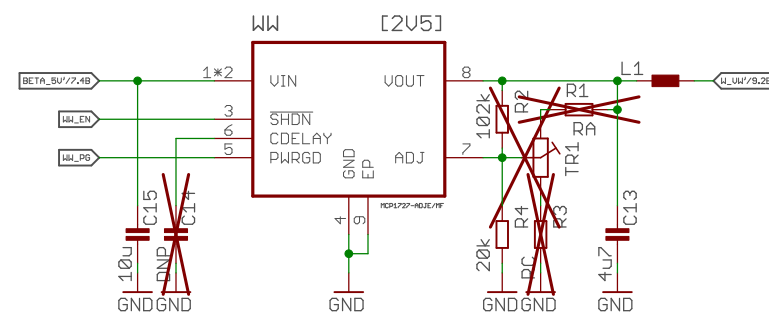 WW [2V5]
BETA_5V'/7.4B 1*2 VIN VOUT 8 L1 W_VW'/9.2E
WW_EN 3 SHDN
6 CDELAY
WW_PG 5 PWRGD ADJ 7
GND EP
MCP1727-ADJE/MF
4 9
102k R2
R1
RA
TR1
C15 10u GND
C14 DNP GND
GND
R4 20k GND
R3 RC GND
C13 4u7 GND